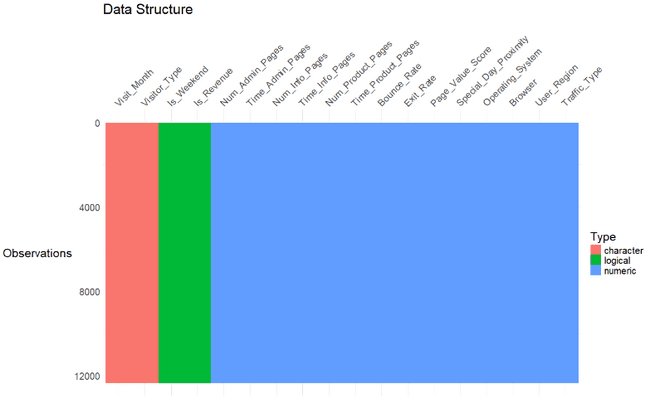 Data Structure
Visit_Month
Visitor_Type
Is_Weekend
Is_Revenue
Num_Admin_Pages
Time_Admin_Pages
Num_Info_Pages
Time_Info_Pages
Num_Product_Pages
Time_Product_Pages
Bounce_Rate
Exit_Rate
Page_Value_Score
Special_Day_Proximity
Operating_System
Browser
User_Region
Traffic_Type
0
4000
Observations
8000
12000
Type
character
logical
numeric